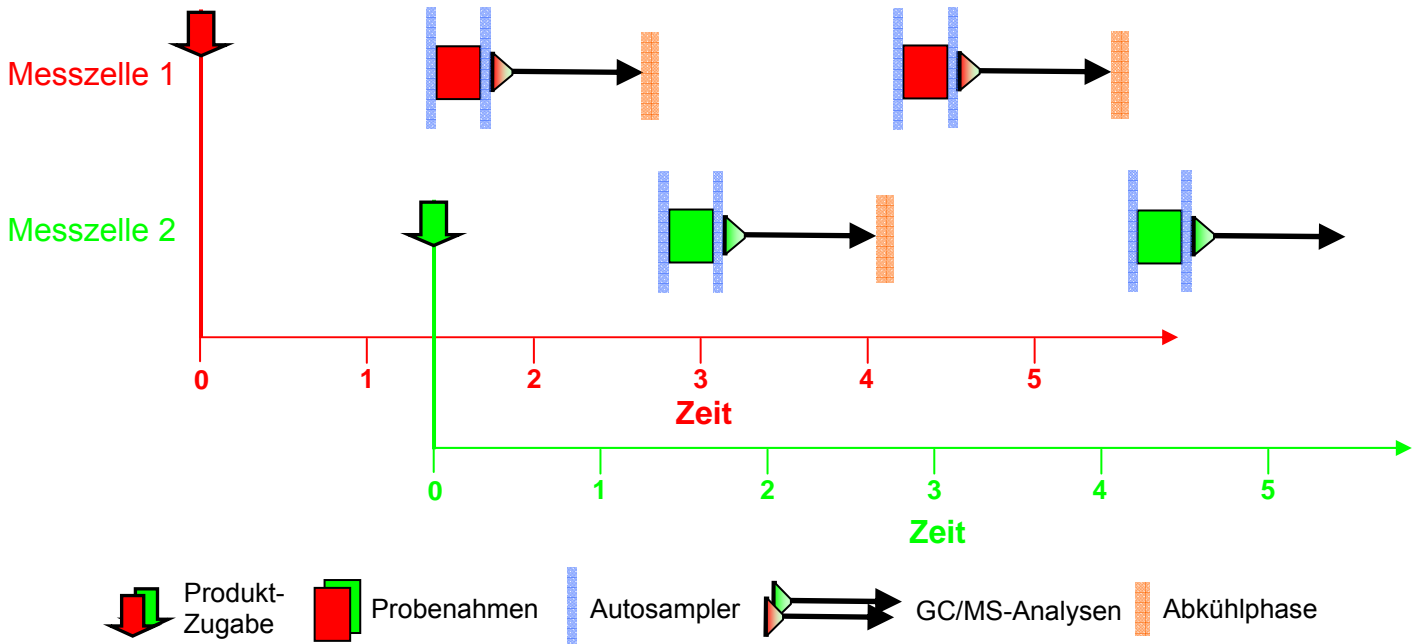 Messzelle 1
Messzelle 2
0 1 2 3 4 5
Zeit
0 1 2 3 4 5
Zeit
Produkt-
Zugabe
Probenahmen
Autosampler
GC/MS-Analysen
Abkühlphase